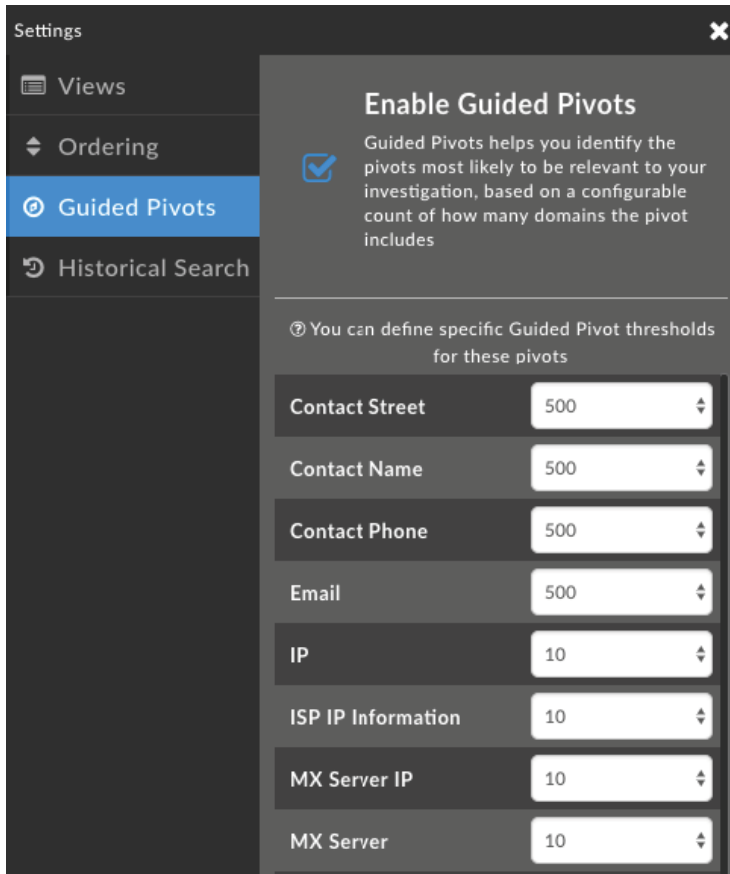 Settings
Views
Ordering
Guided Pivots
Historical Search
Enable Guided Pivots
Guided Pivots helps you identify the
pivots most likely to be relevant to your
investigation, based on a configurable
count of how many domains the pivot
includes
You can define specific Guided Pivot thresholds
for these pivots
Contact Street 500
Contact Name 500
Contact Phone 500
Email 500
IP 10
ISP IP Information 10
MX Server IP 10
MX Server 10